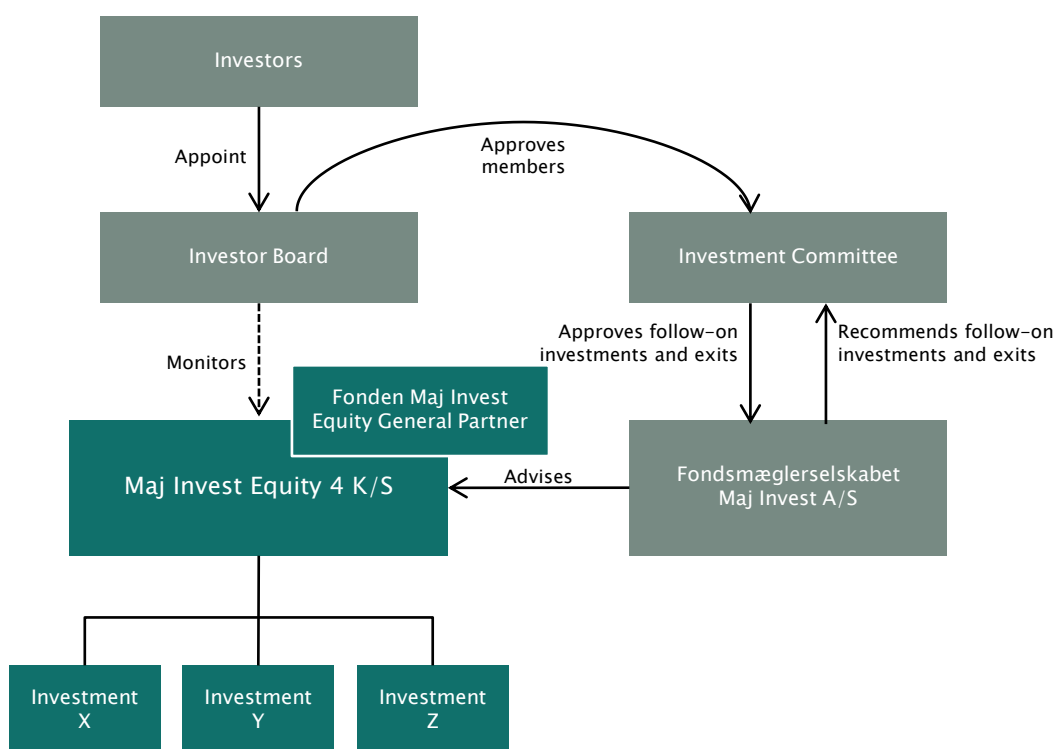 Investors
Appoint
Approves
members
Investor Board
Investment Committee
Monitors
Approves follow-on
investments and exits
Recommends follow-on
investments and exits
Fonden Maj Invest
Equity General Partner
Maj Invest Equity 4 K/S
Advises
Fondsmæglerselskabet
Maj Invest A/S
Investment
X
Investment
Y
Investment
Z